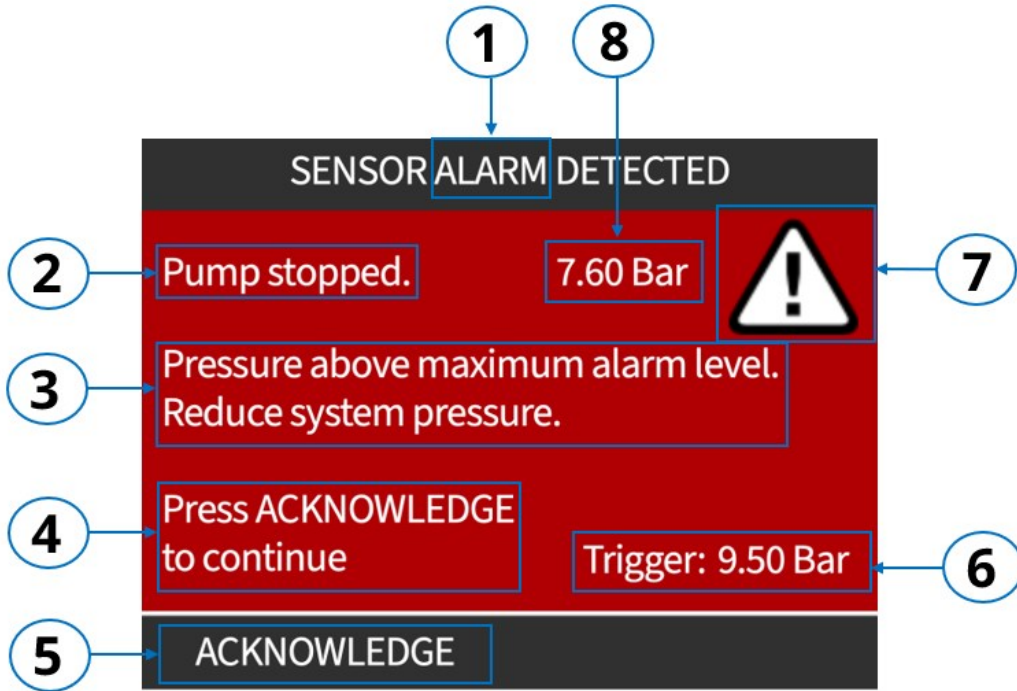 1 8
SENSOR ALARM DETECTED
2 Pump stopped. 7.60 Bar ! 7
3 Pressure above maximum alarm level.
Reduce system pressure.
4 Press ACKNOWLEDGE
to continue
Trigger: 9.50 Bar 6
5 ACKNOWLEDGE